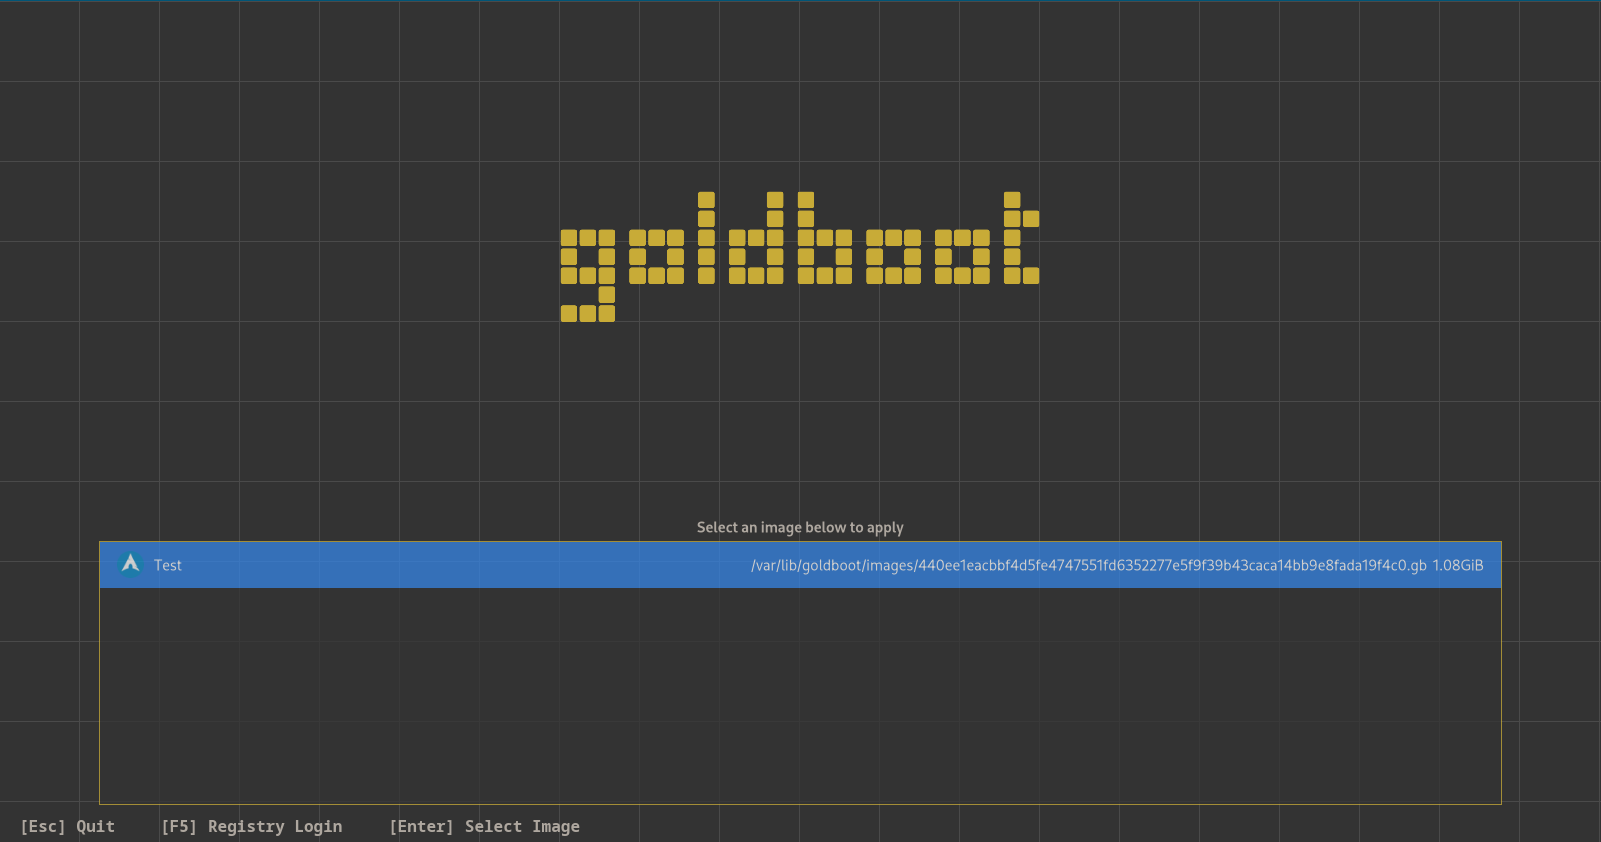 goldboot
Select an image below to apply
Test /var/lib/goldboot/images/440ee1eacbbf4d5fe4747551fd6352277e5f9f39b43caca14bb9e8fada19f4c0.gb 1.08GiB
[Esc] Quit [F5] Registry Login [Enter] Select Image